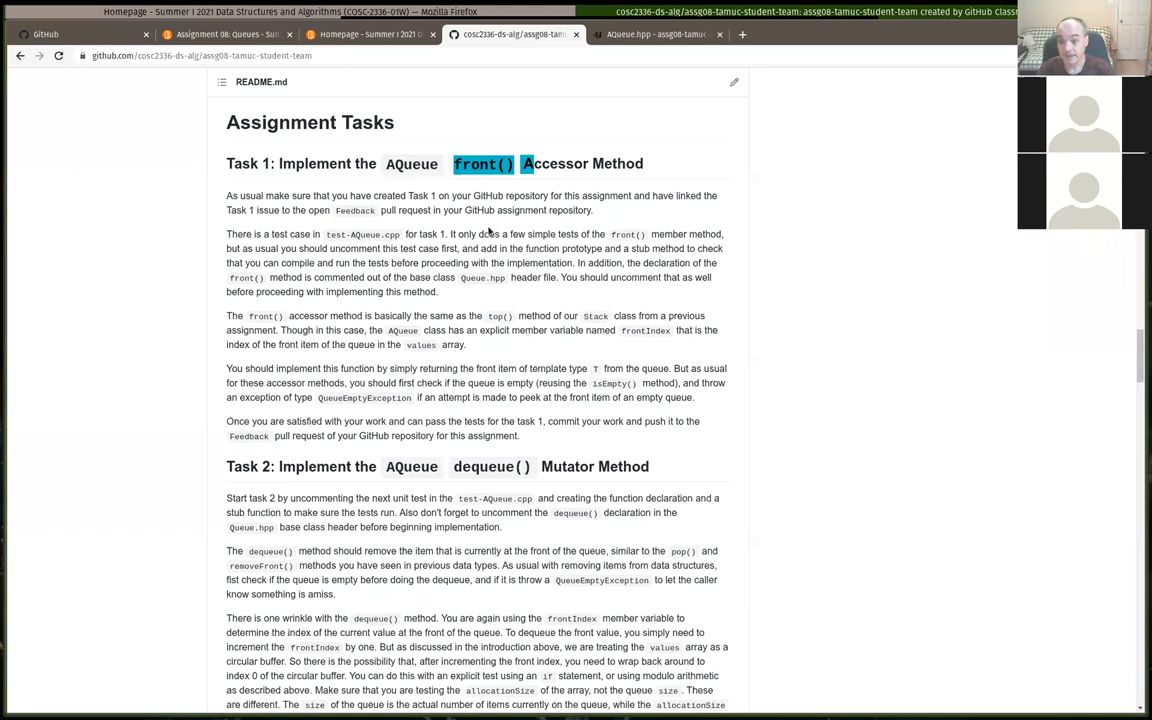 Homepage - Summer I 2021 Data Structures and Algorithms (COSC-2336-01W) — Mozilla Firefox
cosc2336-ds-alg/assg08-tamuc-student-team: assg08-tamuc-student-team created by GitHub Classr
GitHub
Assignment 08: Queues - Sun
Homepage - Summer I 2021 D
cosc2336-ds-alg/assg08-tam
AQueue.hpp - assg08-tamuc
github.com/cosc2336-ds-alg/assg08-tamuc-student-team
README.md
Assignment Tasks
Task 1: Implement the AQueue front() Accessor Method
As usual make sure that you have created Task 1 on your GitHub repository for this assignment and have linked the
Task 1 issue to the open Feedback pull request in your GitHub assignment repository.
There is a test case in test-AQueue.cpp for task 1. It only does a few simple tests of the front() member method,
but as usual you should uncomment this test case first, and add in the function prototype and a stub method to check
that you can compile and run the tests before proceeding with the implementation. In addition, the declaration of the
front() method is commented out of the base class Queue.hpp header file. You should uncomment that as well
before proceeding with implementing this method.
The front() accessor method is basically the same as the top() method of our Stack class from a previous
assignment. Though in this case, the AQueue class has an explicit member variable named frontIndex that is the
index of the front item of the queue in the values array.
You should implement this function by simply returning the front item of template type T from the queue. But as usual
for these accessor methods, you should first check if the queue is empty (reusing the isEmpty() method), and throw
an exception of type QueueEmptyException if an attempt is made to peek at the front item of an empty queue.
Once you are satisfied with your work and can pass the tests for the task 1, commit your work and push it to the
Feedback pull request of your GitHub repository for this assignment.
Task 2: Implement the AQueue dequeue() Mutator Method
Start task 2 by uncommenting the next unit test in the test-AQueue.cpp and creating the function declaration and a
stub function to make sure the tests run. Also don't forget to uncomment the dequeue() declaration in the
Queue.hpp base class header before beginning implementation.
The dequeue() method should remove the item that is currently at the front of the queue, similar to the pop() and
removeFront() methods you have seen in previous data types. As usual with removing items from data structures,
fist check if the queue is empty before doing the dequeue, and if it is throw a QueueEmptyException to let the caller
know something is amiss.
There is one wrinkle with the dequeue() method. You are again using the frontIndex member variable to
determine the index of the current value at the front of the queue. To dequeue the front value, you simply need to
increment the frontIndex by one. But as discussed in the introduction above, we are treating the values array as a
circular buffer. So there is the possibility that, after incrementing the front index, you need to wrap back around to
index 0 of the circular buffer. You can do this with an explicit test using an if statement, or using modulo arithmetic
as described above. Make sure that you are testing the allocationSize of the array, not the queue size. These
are different. The size of the queue is the actual number of items currently on the queue, while the allocationSize